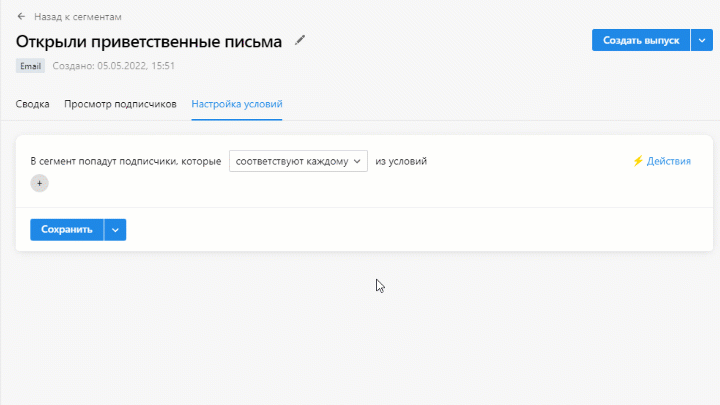 Назад к сегментам
Открыли приветственные письма
Создать выпуск
Email Создано: 05.05.2022, 15:51
Сводка Просмотр подписчиков Настройка условий
В сегмент попадут подписчики, которые соответствуют каждому из условий Действия
+
Сохранить